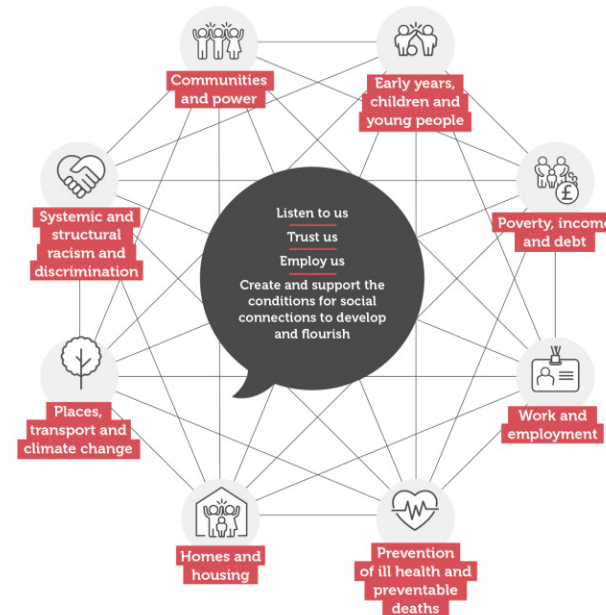 Communities
and power
Early years,
children and
young people
Systemic and
structural
racism and
discrimination
Listen to us
Trust us
Employ us
Create and support the
conditions for social
connections to develop
and flourish
£
Poverty, income
and debt
Places,
transport and
climate change
Work and
employment
Homes and
housing
Prevention
of ill health and
preventable
deaths